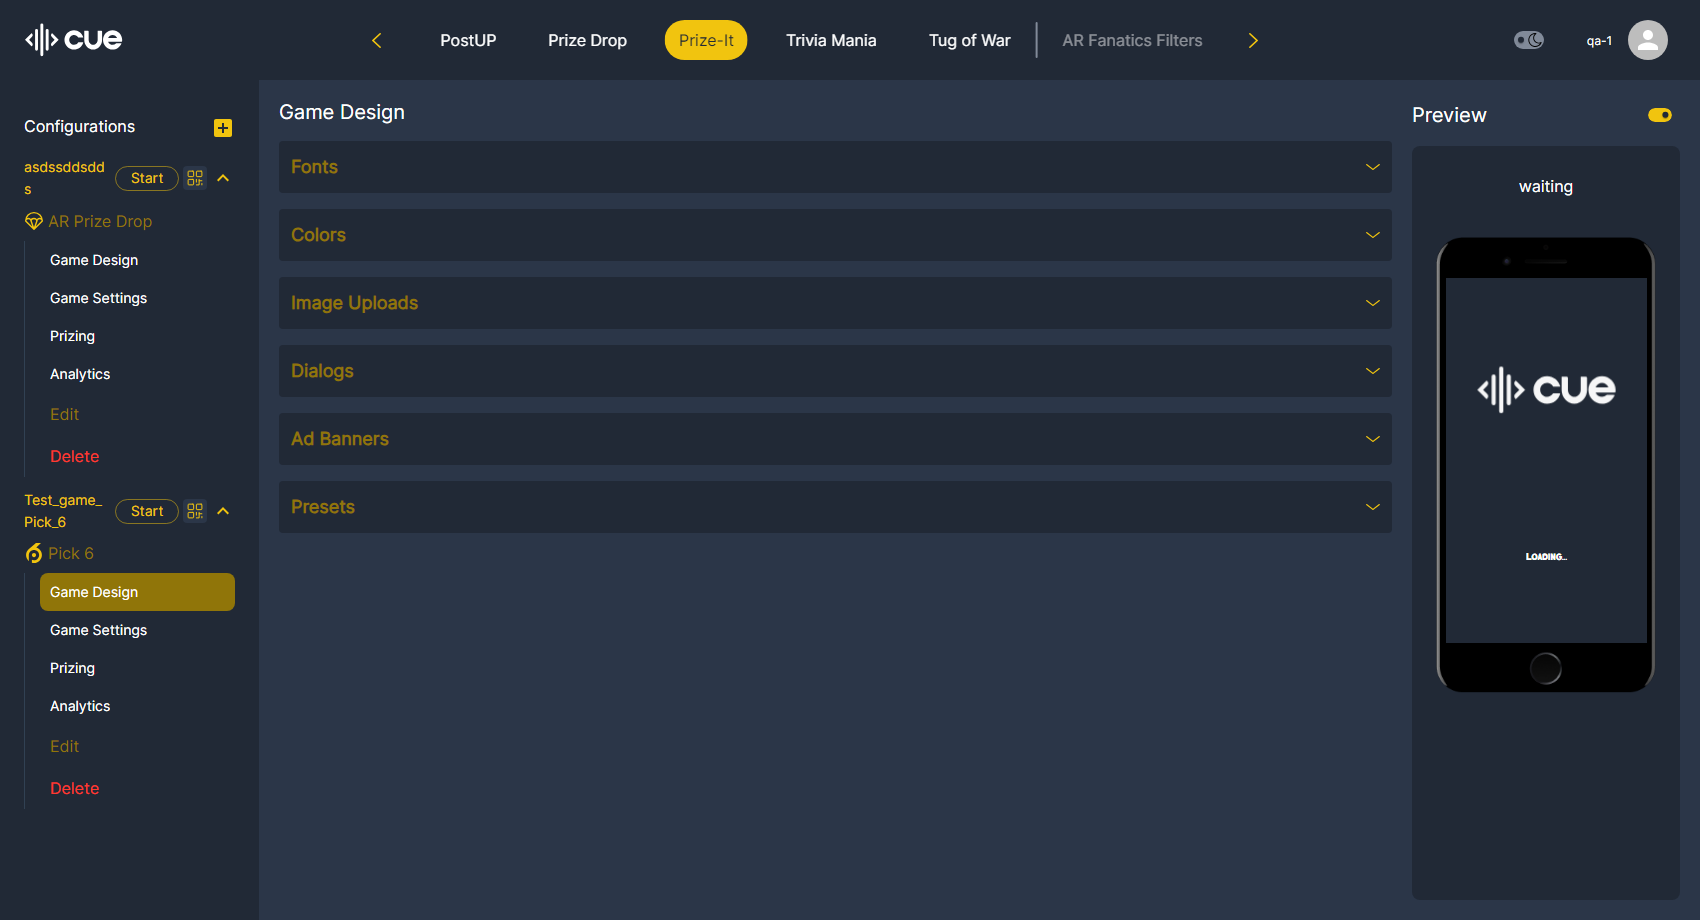 cue
PostUP
Prize Drop
Prize-It
Trivia Mania
Tug of War
AR Fanatics Filters
qa-1
Configurations
asdssddsdd
s
Start
AR Prize Drop
Game Design
Game Settings
Prizing
Analytics
Edit
Delete
Test_game_
Pick_6
Start
Pick 6
Game Design
Game Settings
Prizing
Analytics
Edit
Delete
Game Design
Fonts
Colors
Image Uploads
Dialogs
Ad Banners
Presets
Preview
waiting
cue
LOADING...